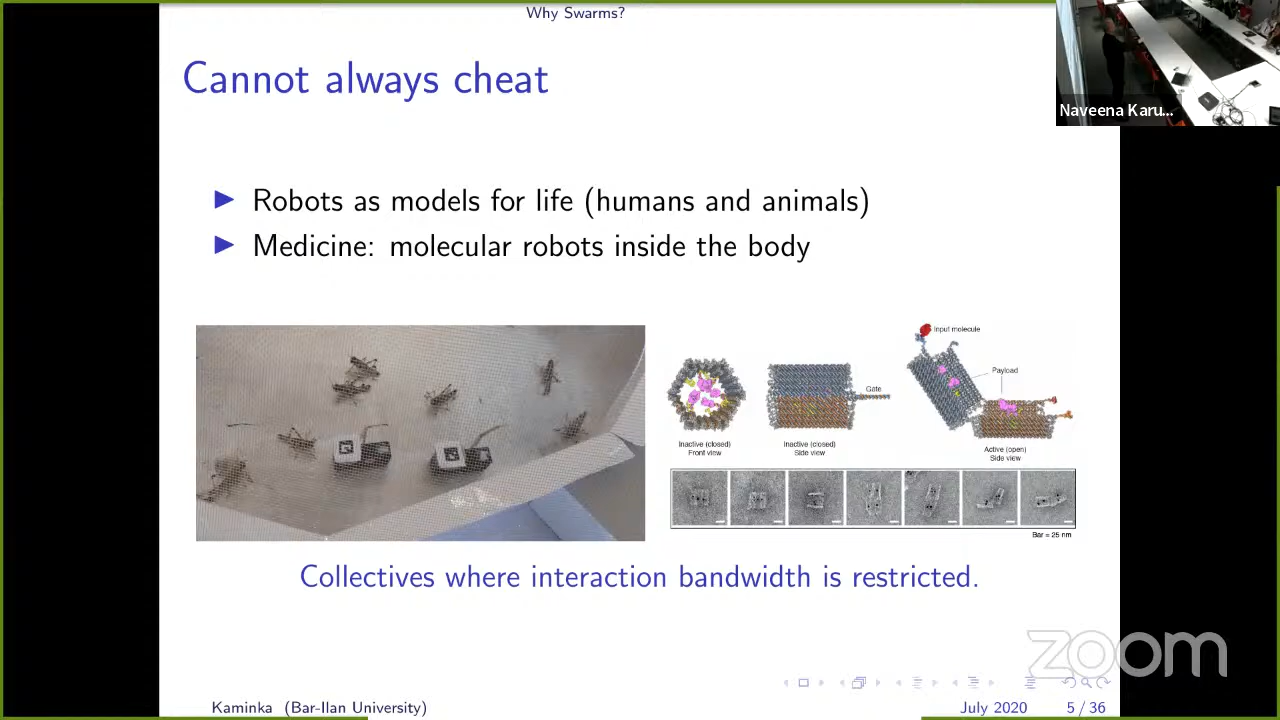 Why Swarms?
Cannot always cheat
Naveena Karu...
Robots as models for life (humans and animals)
Medicine: molecular robots inside the body
Input molecule
Payload
Gate
Inactive (closed)
Front view
Inactive (closed)
Side view
Active (open)
Side view
Bar = 25 nm
Collectives where interaction bandwidth is restricted.
zoom
Kaminka (Bar-Ilan University)
July 2020
5 / 36